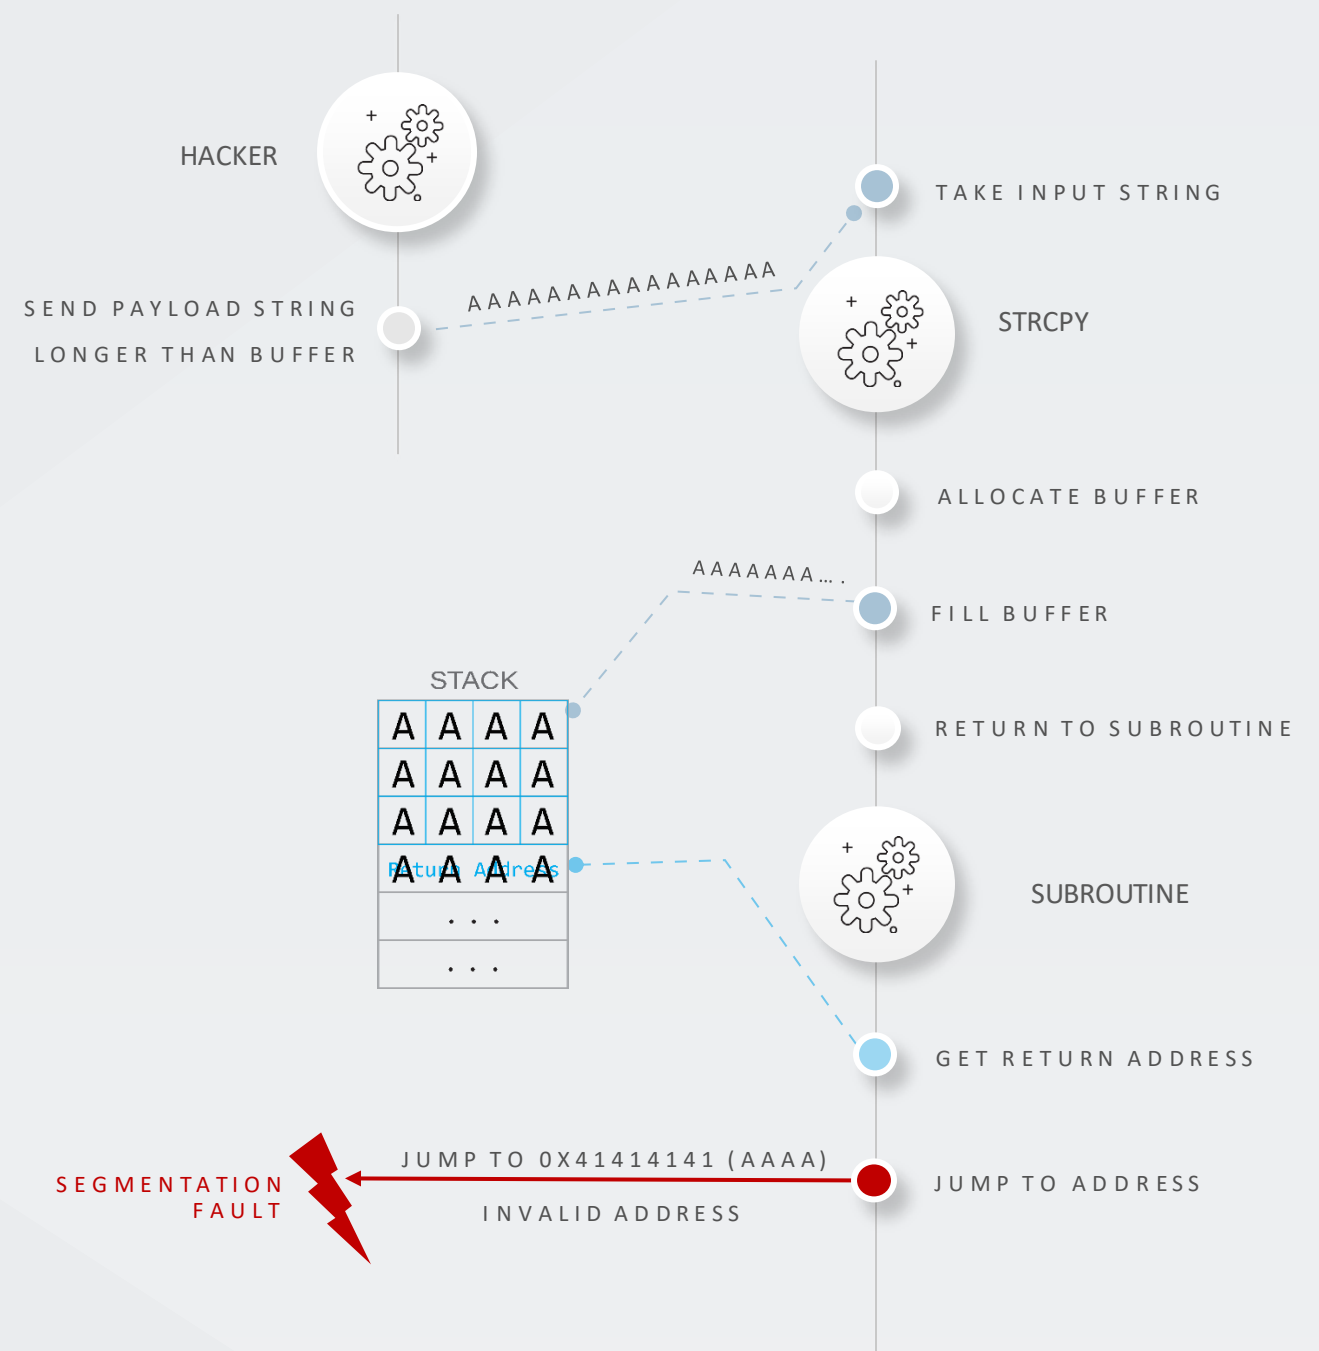 HACKER
TAKE INPUT STRING
AAAAAAAAAAAAAAAA
SEND PAYLOAD STRING
LONGER THAN BUFFER
STRCPY
ALLOCATE BUFFER
AAAAAAA….
FILL BUFFER
STACK
A A A A
RETURN TO SUBROUTINE
A A A A
A A A A
Return Address
A A A A
SUBROUTINE
. . .
. . .
GET RETURN ADDRESS
JUMP TO 0X41414141 (AAAA)
SEGMENTATION
FAULT
JUMP TO ADDRESS
INVALID ADDRESS